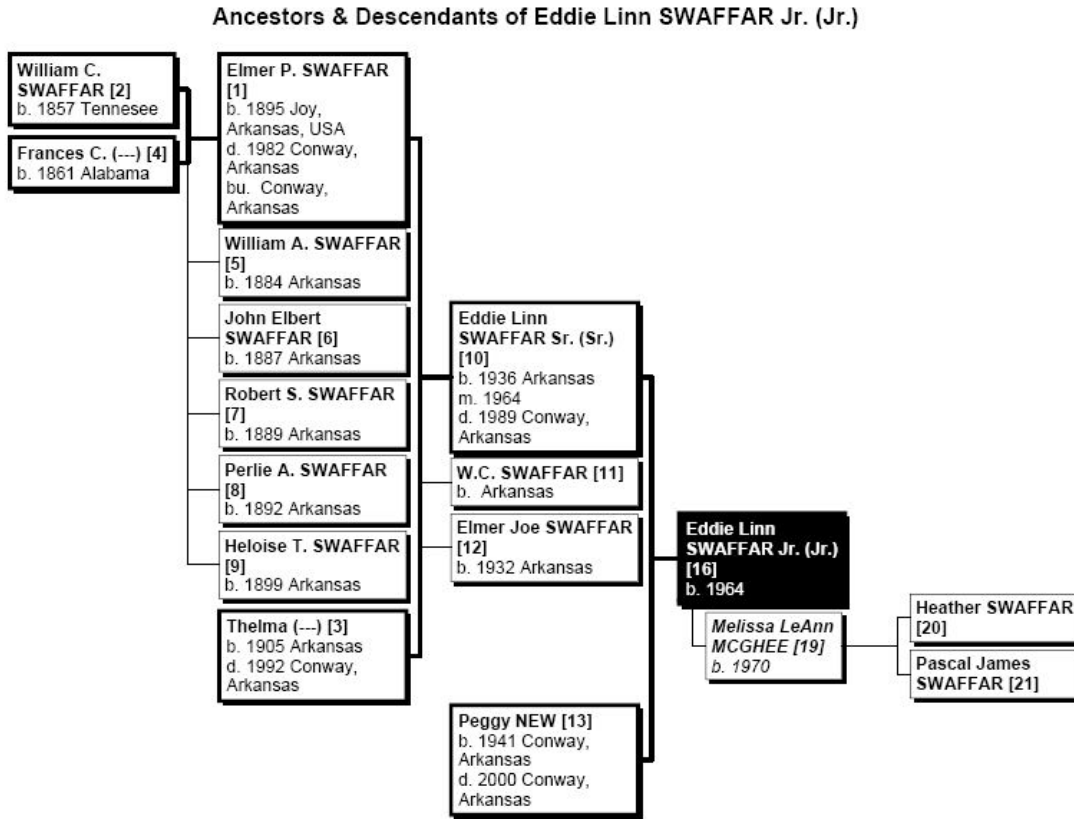 Ancestors & Descendants of Eddie Linn SWAFFAR Jr. (Jr.)
William C.
SWAFFAR [2]
b. 1857 Tennesee
Frances C. (---) [4]
b. 1861 Alabama
Elmer P. SWAFFAR
[1]
b. 1895 Joy,
Arkansas, USA
d. 1982 Conway,
Arkansas
bu.  Conway,
Arkansas
William A. SWAFFAR
[5]
b. 1884 Arkansas
John Elbert
SWAFFAR [6]
b. 1887 Arkansas
Robert S. SWAFFAR
[7]
b. 1889 Arkansas
Perlie A. SWAFFAR
[8]
b. 1892 Arkansas
Heloise T. SWAFFAR
[9]
b. 1899 Arkansas
Thelma (---) [3]
b. 1905 Arkansas
d. 1992 Conway,
Arkansas
Eddie Linn
SWAFFAR Sr. (Sr.)
[10]
b. 1936 Arkansas
m. 1964
d. 1989 Conway,
Arkansas
W.C. SWAFFAR [11]
b.  Arkansas
Elmer Joe SWAFFAR
[12]
b. 1932 Arkansas
Peggy NEW [13]
b. 1941 Conway,
Arkansas
d. 2000 Conway,
Arkansas
Eddie Linn
SWAFFAR Jr. (Jr.)
[16]
b. 1964
Melissa LeAnn
MCGHEE [19]
b. 1970
Heather SWAFFAR
[20]
Pascal James
SWAFFAR [21]